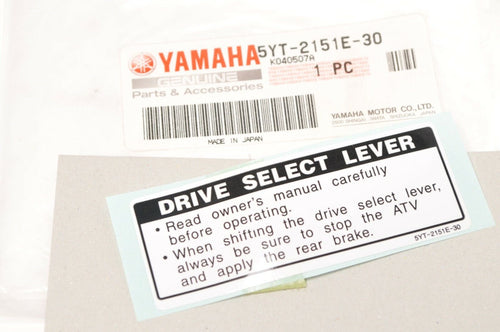 YAMAHA
5YT-2151E-30
K040507A
GENUINE
1 PC
Parts & Accessories
YAMAHA MOTOR CO.,LTD.
MADE IN JAPAN
DRIVE SELECT LEVER
• Read owner's manual carefully
before operating.
• When shifting the drive select lever,
always be sure to stop the ATV
and apply the rear brake.
5YT-2151E-30